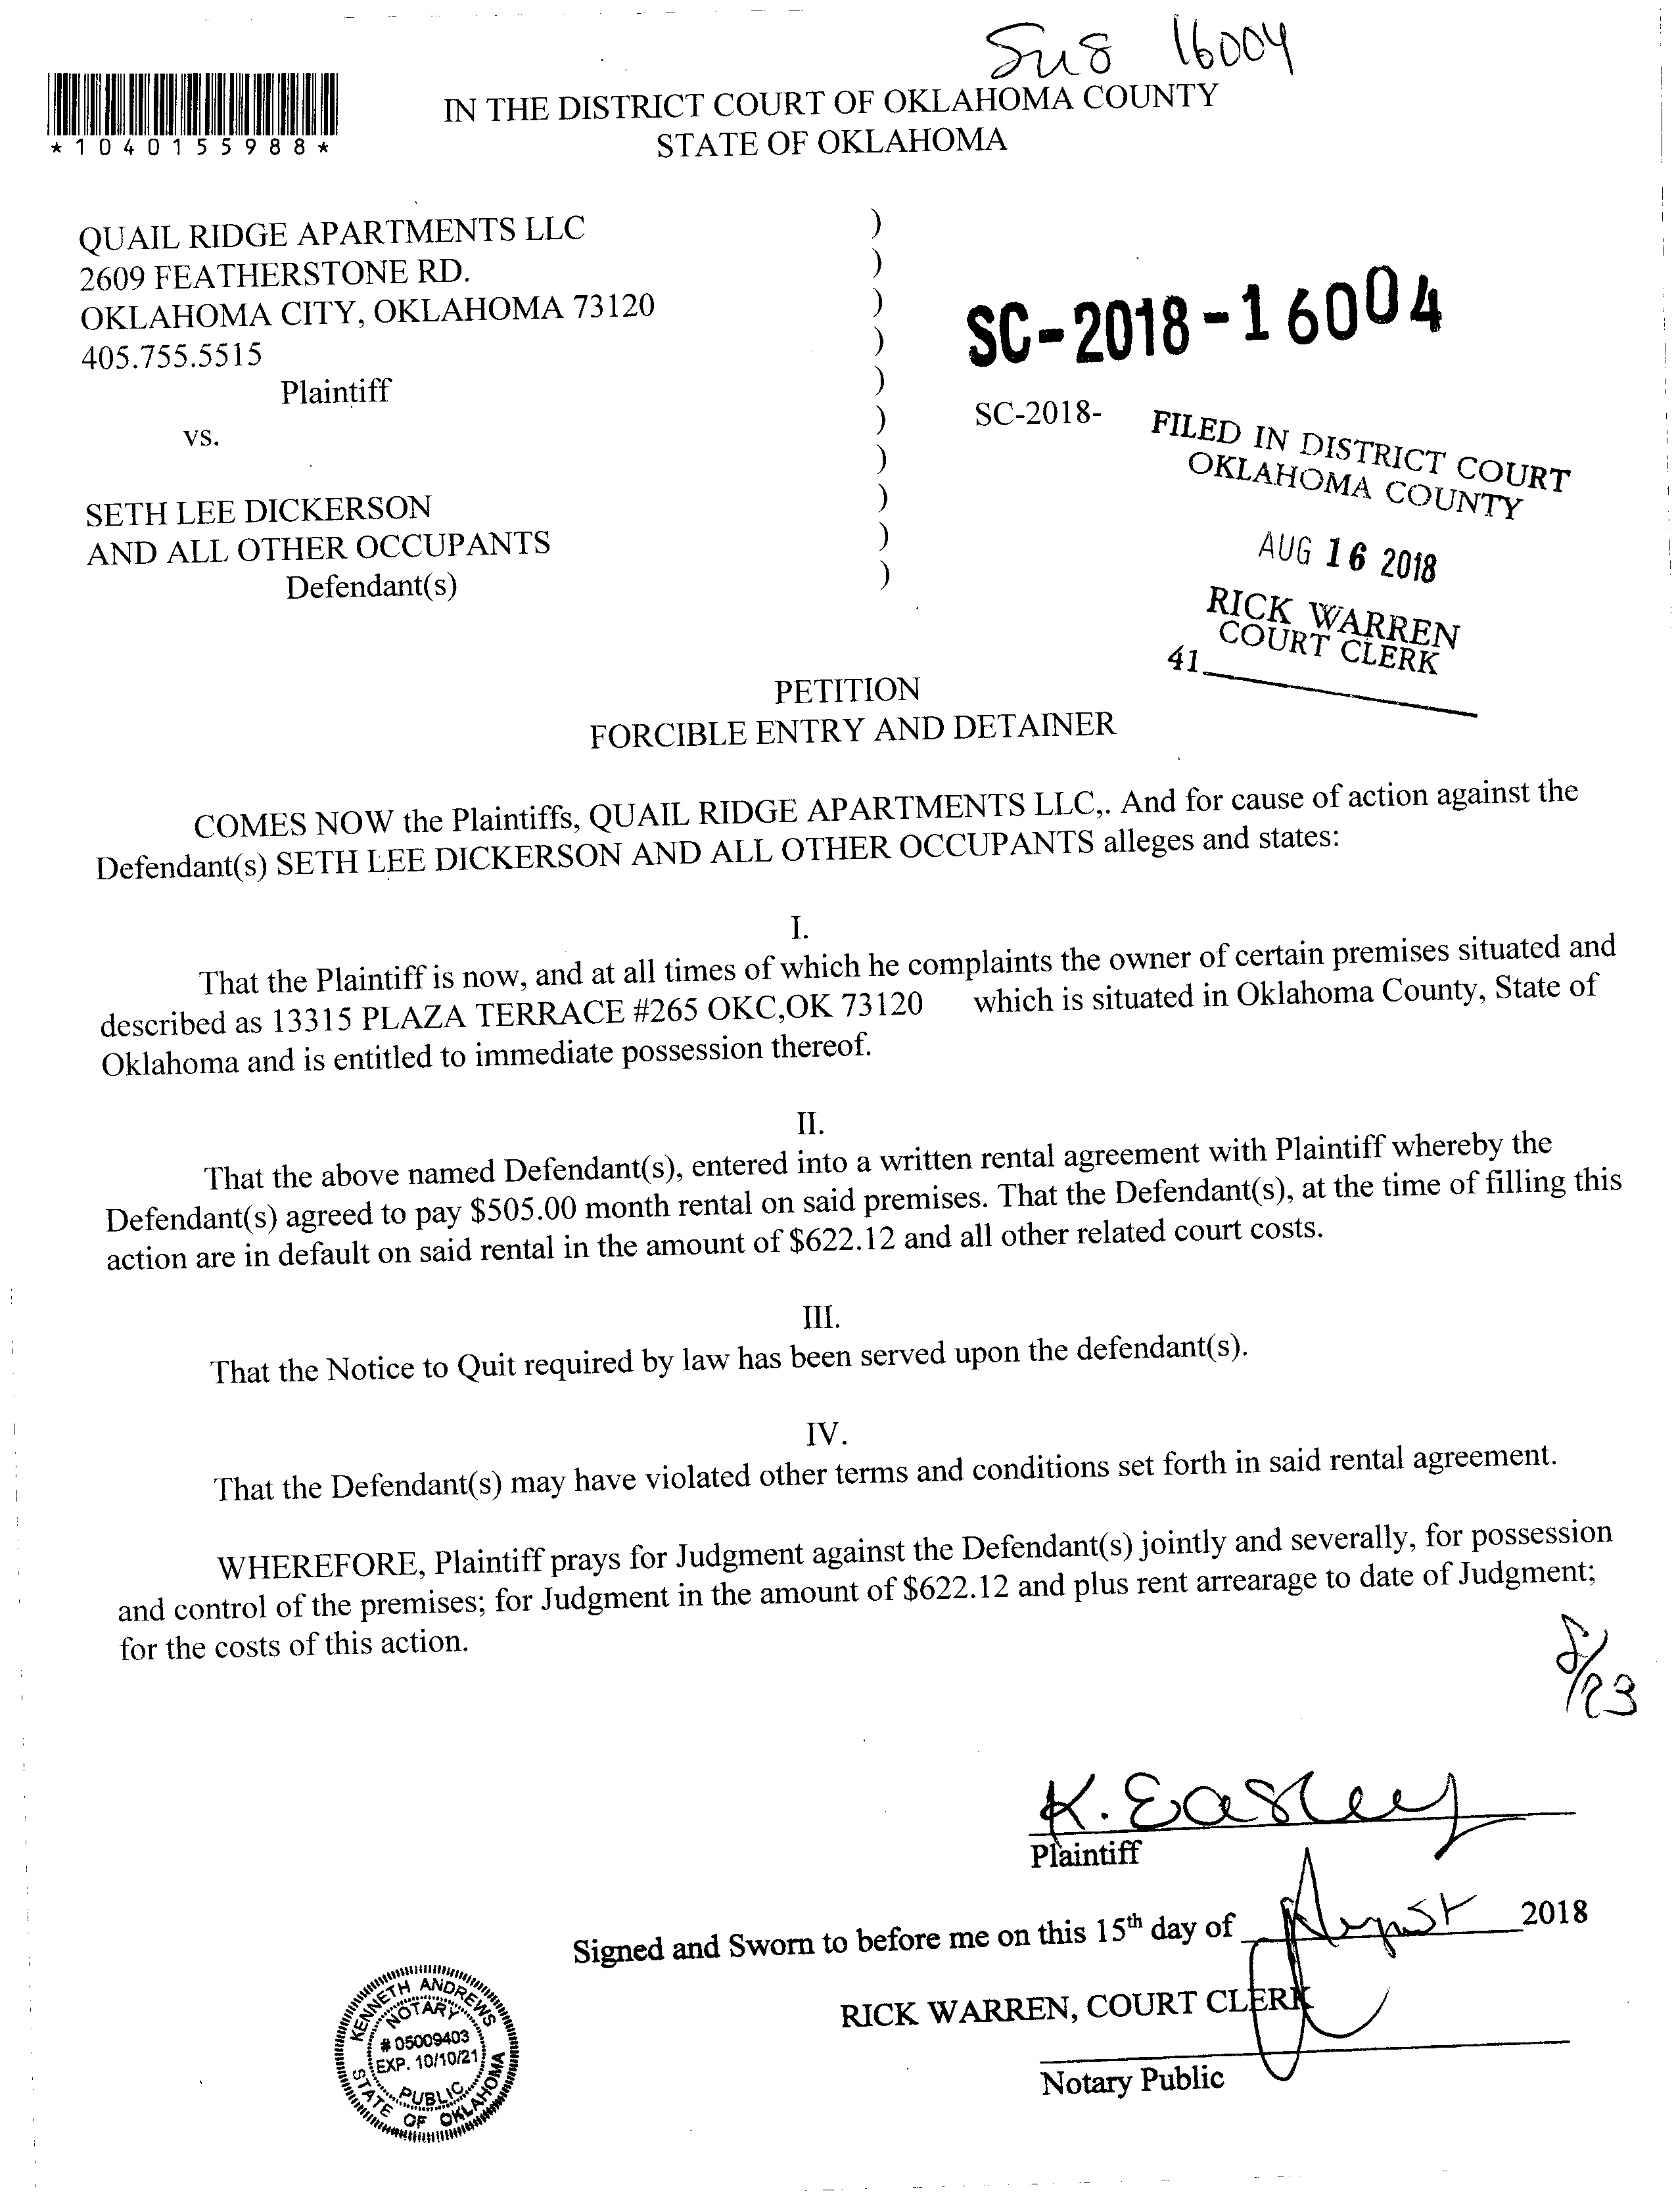 16004
*1040155988*
IN THE DISTRICT COURT OF OKLAHOMA COUNTY
STATE OF OKLAHOMA
QUAIL RIDGE APARTMENTS LLC
2609 FEATHERSTONE RD.
OKLAHOMA CITY, OKLAHOMA 73120
405.755.5515
Plaintiff
vs.
SETH LEE DICKERSON
AND ALL OTHER OCCUPANTS
Defendant(s)
)
)
)
)
)
)
)
)
)
)
SC-2018-16004
SC-2018-
FILED IN DISTRICT COURT
OKLAHOMA COUNTY
AUG 16 2018
RICK WARREN
COURT CLERK
41
PETITION
FORCIBLE ENTRY AND DETAINER
COMES NOW the Plaintiffs, QUAIL RIDGE APARTMENTS LLC,. And for cause of action against the
Defendant(s) SETH LEE DICKERSON AND ALL OTHER OCCUPANTS alleges and states:
I.
That the Plaintiff is now, and at all times of which he complaints the owner of certain premises situated and
described as 13315 PLAZA TERRACE #265 OKC,OK 73120 which is situated in Oklahoma County, State of
Oklahoma and is entitled to immediate possession thereof.
II.
That the above named Defendant(s), entered into a written rental agreement with Plaintiff whereby the
Defendant(s) agreed to pay $505.00 month rental on said premises. That the Defendant(s), at the time of filling this
action are in default on said rental in the amount of $622.12 and all other related court costs.
III.
That the Notice to Quit required by law has been served upon the defendant(s).
IV.
That the Defendant(s) may have violated other terms and conditions set forth in said rental agreement.
WHEREFORE, Plaintiff prays for Judgment against the Defendant(s) jointly and severally, for possession
and control of the premises; for Judgment in the amount of $622.12 and plus rent arrearage to date of Judgment;
for the costs of this action.
8/23
K. Easley
Plaintiff
Signed and Sworn to before me on this 15th day of August 2018
RICK WARREN, COURT CLERK
Notary Public
KENNETH ANDREWS
NOTARY
# 05009403
EXP. 10/10/21
PUBLIC
STATE OF OKLAHOMA